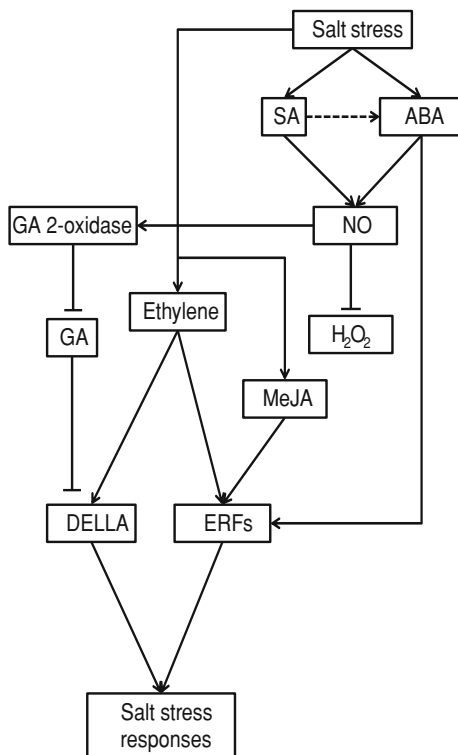 Salt stress
SA
ABA
GA 2-oxidase
NO
Ethylene
GA
H₂O₂
MeJA
DELLA
ERFs
Salt stress
responses